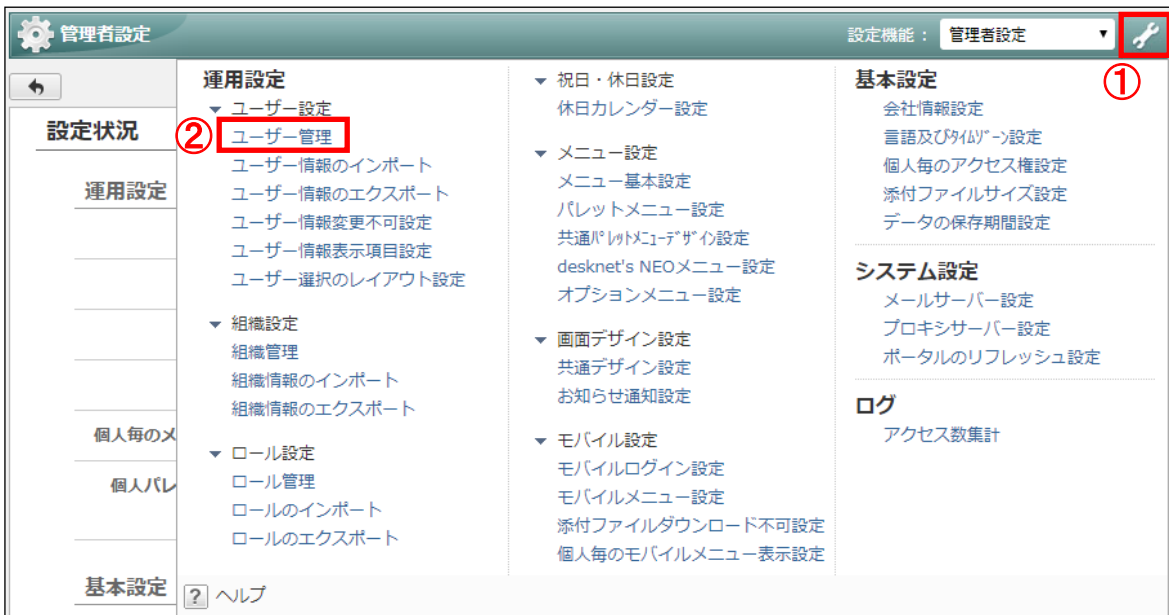 管理者設定
設定機能： 管理者設定
①
設定状況
運用設定
個人毎のメ
個人パレ
基本設定
運用設定
ユーザー設定
②
ユーザー管理
ユーザー情報のインポート
ユーザー情報のエクスポート
ユーザー情報変更不可設定
ユーザー情報表示項目設定
ユーザー選択のレイアウト設定
組織設定
組織管理
組織情報のインポート
組織情報のエクスポート
ロール設定
ロール管理
ロールのインポート
ロールのエクスポート
祝日・休日設定
休日カレンダー設定
メニュー設定
メニュー基本設定
パレットメニュー設定
共通ﾊﾟﾚｯﾄﾒﾆｭｰﾃﾞｻﾞｲﾝ設定
desknet's NEOメニュー設定
オプションメニュー設定
画面デザイン設定
共通デザイン設定
お知らせ通知設定
モバイル設定
モバイルログイン設定
モバイルメニュー設定
添付ファイルダウンロード不可設定
個人毎のモバイルメニュー表示設定
基本設定
会社情報設定
言語及びﾀｲﾑｿﾞｰﾝ設定
個人毎のアクセス権設定
添付ファイルサイズ設定
データの保存期間設定
システム設定
メールサーバー設定
プロキシサーバー設定
ポータルのリフレッシュ設定
ログ
アクセス数集計
? ヘルプ